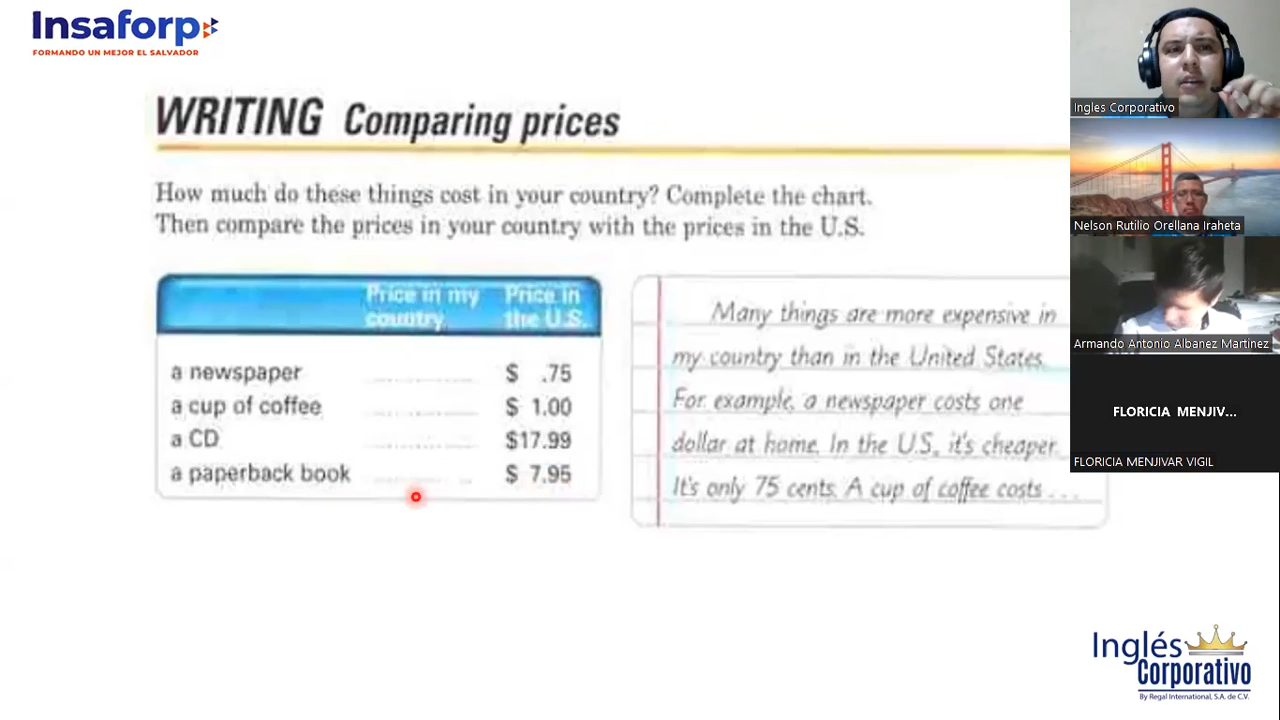 Insaforp
FORMANDO UN MEJOR EL SALVADOR
WRITING Comparing prices
How much do these things cost in your country? Complete the chart.
Then compare the prices in your country with the prices in the U.S.
Price in my country Price in the U.S.
a newspaper $ .75
a cup of coffee $ 1.00
a CD $17.99
a paperback book $ 7.95
Many things are more expensive in
my country than in the United States.
For example, a newspaper costs one
dollar at home. In the U.S., it's cheaper.
It's only 75 cents. A cup of coffee costs . . .
Ingles Corporativo
Nelson Rutilio Orellana Iraheta
Armando Antonio Albanez Martinez
FLORICIA MENJIV...
FLORICIA MENJIVAR VIGIL
Inglés
Corporativo
By Regal International, S.A. de C.V.